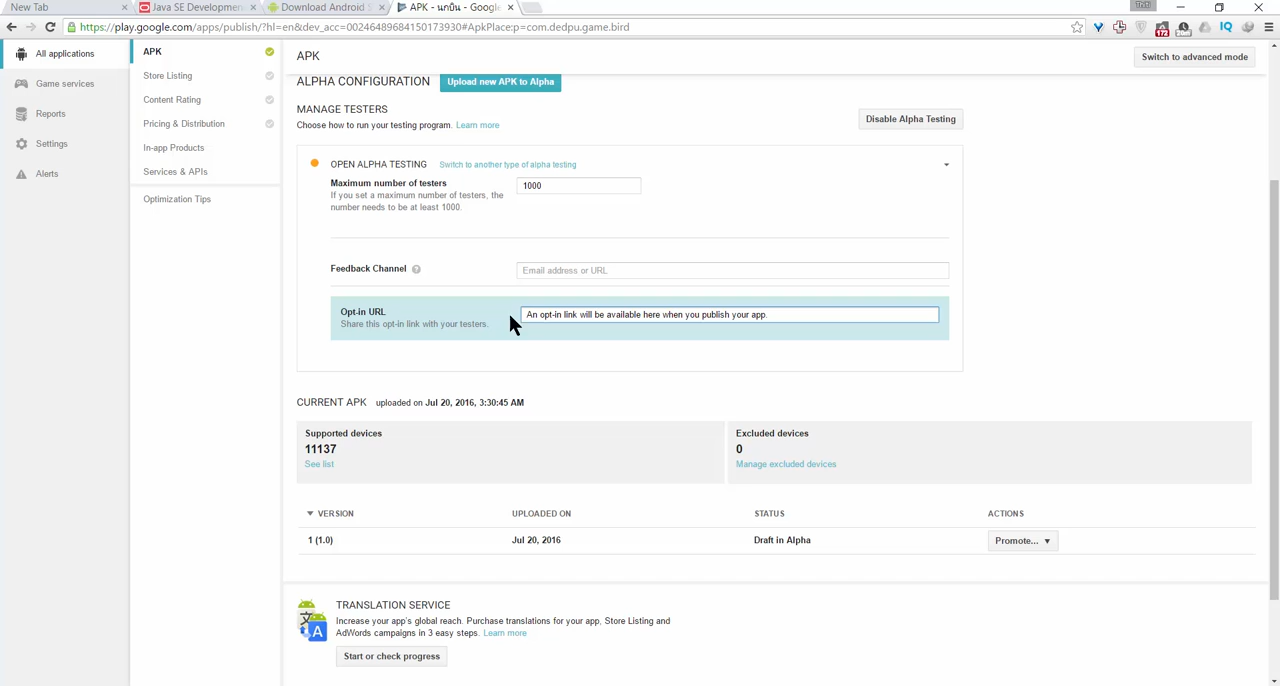 New Tab
Java SE Developmen
Download Android S
APK - นกบิน - Google
https://play.google.com/apps/publish/?hl=en&dev_acc=00246489684150173930#ApkPlace:p=com.dedpu.game.bird
172
20m
IQ
All applications
Game services
Reports
Settings
Alerts
APK
Store Listing
Content Rating
Pricing & Distribution
In-app Products
Services & APIs
Optimization Tips
APK
Switch to advanced mode
ALPHA CONFIGURATION
Upload new APK to Alpha
MANAGE TESTERS
Choose how to run your testing program. Learn more
Disable Alpha Testing
OPEN ALPHA TESTING Switch to another type of alpha testing
Maximum number of testers
1000
If you set a maximum number of testers, the
number needs to be at least 1000.
Feedback Channel ?
Email address or URL
Opt-in URL
Share this opt-in link with your testers.
An opt-in link will be available here when you publish your app.
CURRENT APK uploaded on Jul 20, 2016, 3:30:45 AM
Supported devices
11137
See list
Excluded devices
0
Manage excluded devices
VERSION UPLOADED ON STATUS ACTIONS
1 (1.0) Jul 20, 2016 Draft in Alpha Promote...
TRANSLATION SERVICE
Increase your app's global reach. Purchase translations for your app, Store Listing and
AdWords campaigns in 3 easy steps. Learn more
Start or check progress